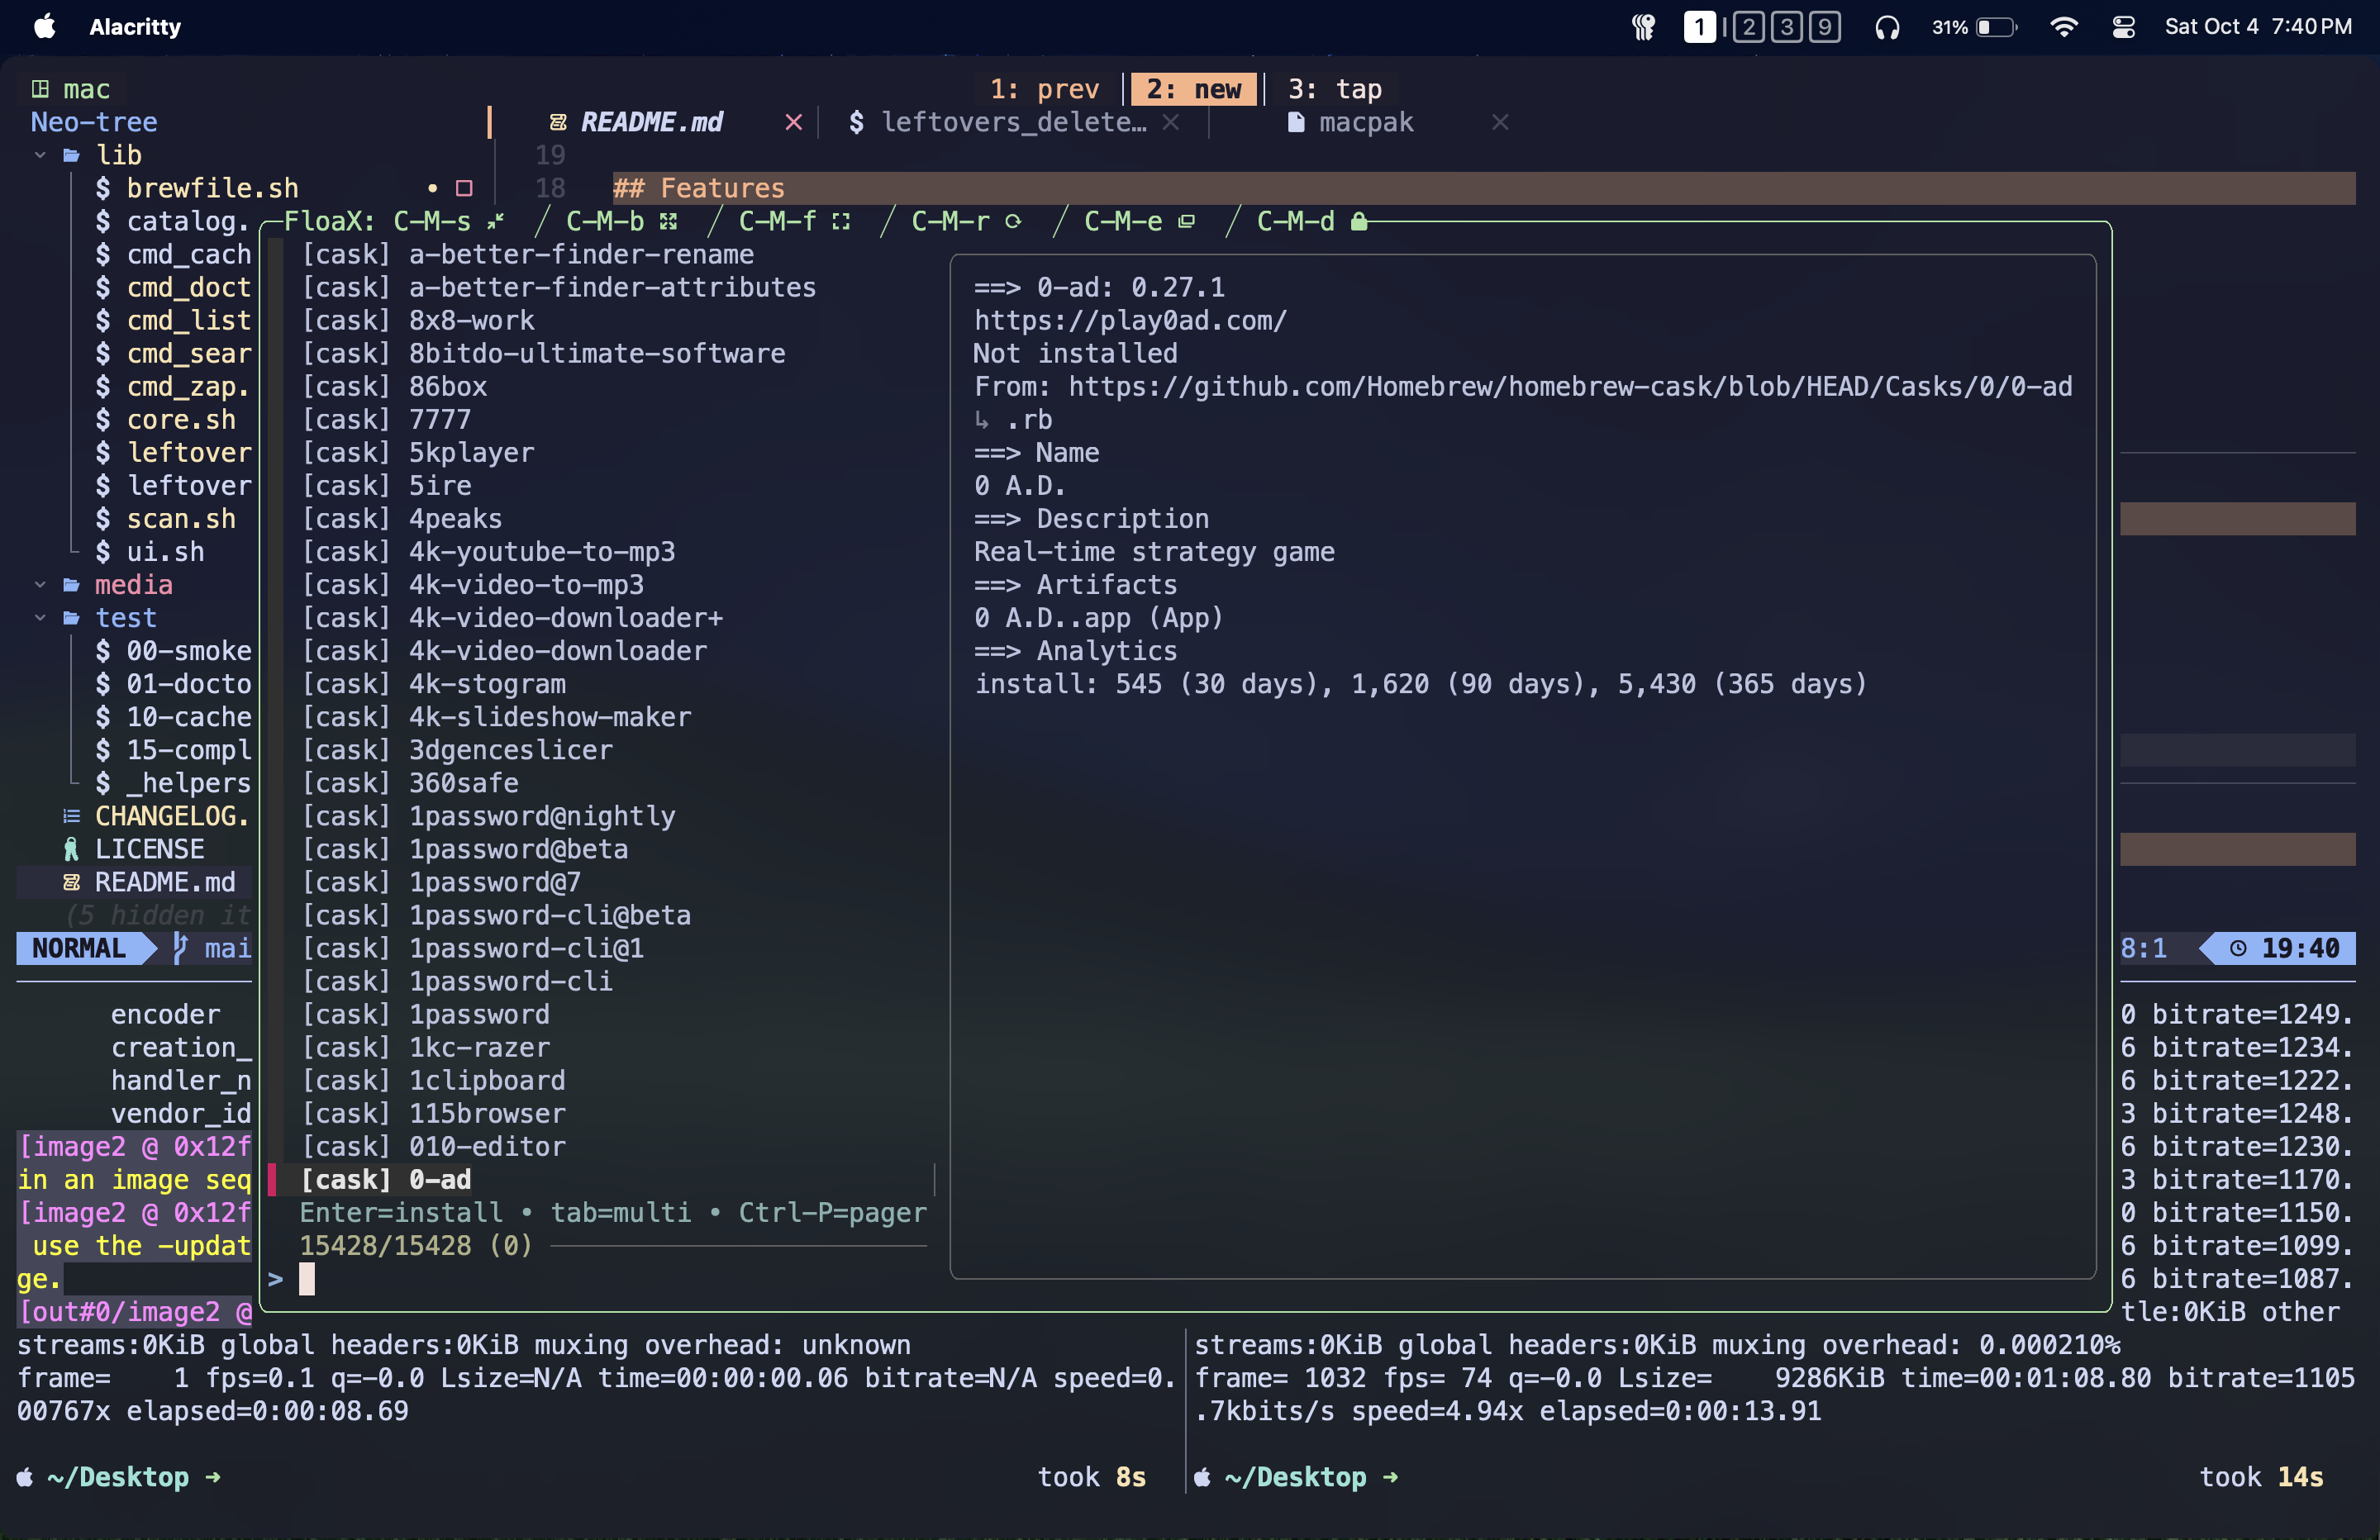 Alacritty
1 2 3 9 31% Sat Oct 4 7:40 PM
mac
1: prev 2: new 3: tap
Neo-tree
README.md
$ leftovers_delete…
macpak
lib
$ brewfile.sh
$ catalog.
$ cmd_cach
$ cmd_doct
$ cmd_list
$ cmd_sear
$ cmd_zap.
$ core.sh
$ leftover
$ leftover
$ scan.sh
$ ui.sh
media
test
$ 00-smoke
$ 01-docto
$ 10-cache
$ 15-compl
$ _helpers
CHANGELOG.
LICENSE
README.md
(5 hidden it
NORMAL mai
19
18 ## Features
FloaX: C-M-s / C-M-b / C-M-f / C-M-r / C-M-e / C-M-d
[cask] a-better-finder-rename
[cask] a-better-finder-attributes
[cask] 8x8-work
[cask] 8bitdo-ultimate-software
[cask] 86box
[cask] 7777
[cask] 5kplayer
[cask] 5ire
[cask] 4peaks
[cask] 4k-youtube-to-mp3
[cask] 4k-video-to-mp3
[cask] 4k-video-downloader+
[cask] 4k-video-downloader
[cask] 4k-stogram
[cask] 4k-slideshow-maker
[cask] 3dgenceslicer
[cask] 360safe
[cask] 1password@nightly
[cask] 1password@beta
[cask] 1password@7
[cask] 1password-cli@beta
[cask] 1password-cli@1
[cask] 1password-cli
[cask] 1password
[cask] 1kc-razer
[cask] 1clipboard
[cask] 115browser
[cask] 010-editor
[cask] 0-ad
Enter=install • tab=multi • Ctrl-P=pager
15428/15428 (0)
>
==> 0-ad: 0.27.1
https://play0ad.com/
Not installed
From: https://github.com/Homebrew/homebrew-cask/blob/HEAD/Casks/0/0-ad
↳ .rb
==> Name
0 A.D.
==> Description
Real-time strategy game
==> Artifacts
0 A.D..app (App)
==> Analytics
install: 545 (30 days), 1,620 (90 days), 5,430 (365 days)
8:1 19:40
encoder
creation_
handler_n
vendor_id
[image2 @ 0x12f
in an image seq
[image2 @ 0x12f
use the -updat
ge.
[out#0/image2 @
streams:0KiB global headers:0KiB muxing overhead: unknown
frame=    1 fps=0.1 q=-0.0 Lsize=N/A time=00:00:00.06 bitrate=N/A speed=0.
00767x elapsed=0:00:08.69
~/Desktop ➜ took 8s
0 bitrate=1249.
6 bitrate=1234.
6 bitrate=1222.
3 bitrate=1248.
6 bitrate=1230.
3 bitrate=1170.
0 bitrate=1150.
6 bitrate=1099.
6 bitrate=1087.
tle:0KiB other
streams:0KiB global headers:0KiB muxing overhead: 0.000210%
frame= 1032 fps= 74 q=-0.0 Lsize=    9286KiB time=00:01:08.80 bitrate=1105
.7kbits/s speed=4.94x elapsed=0:00:13.91
~/Desktop ➜ took 14s